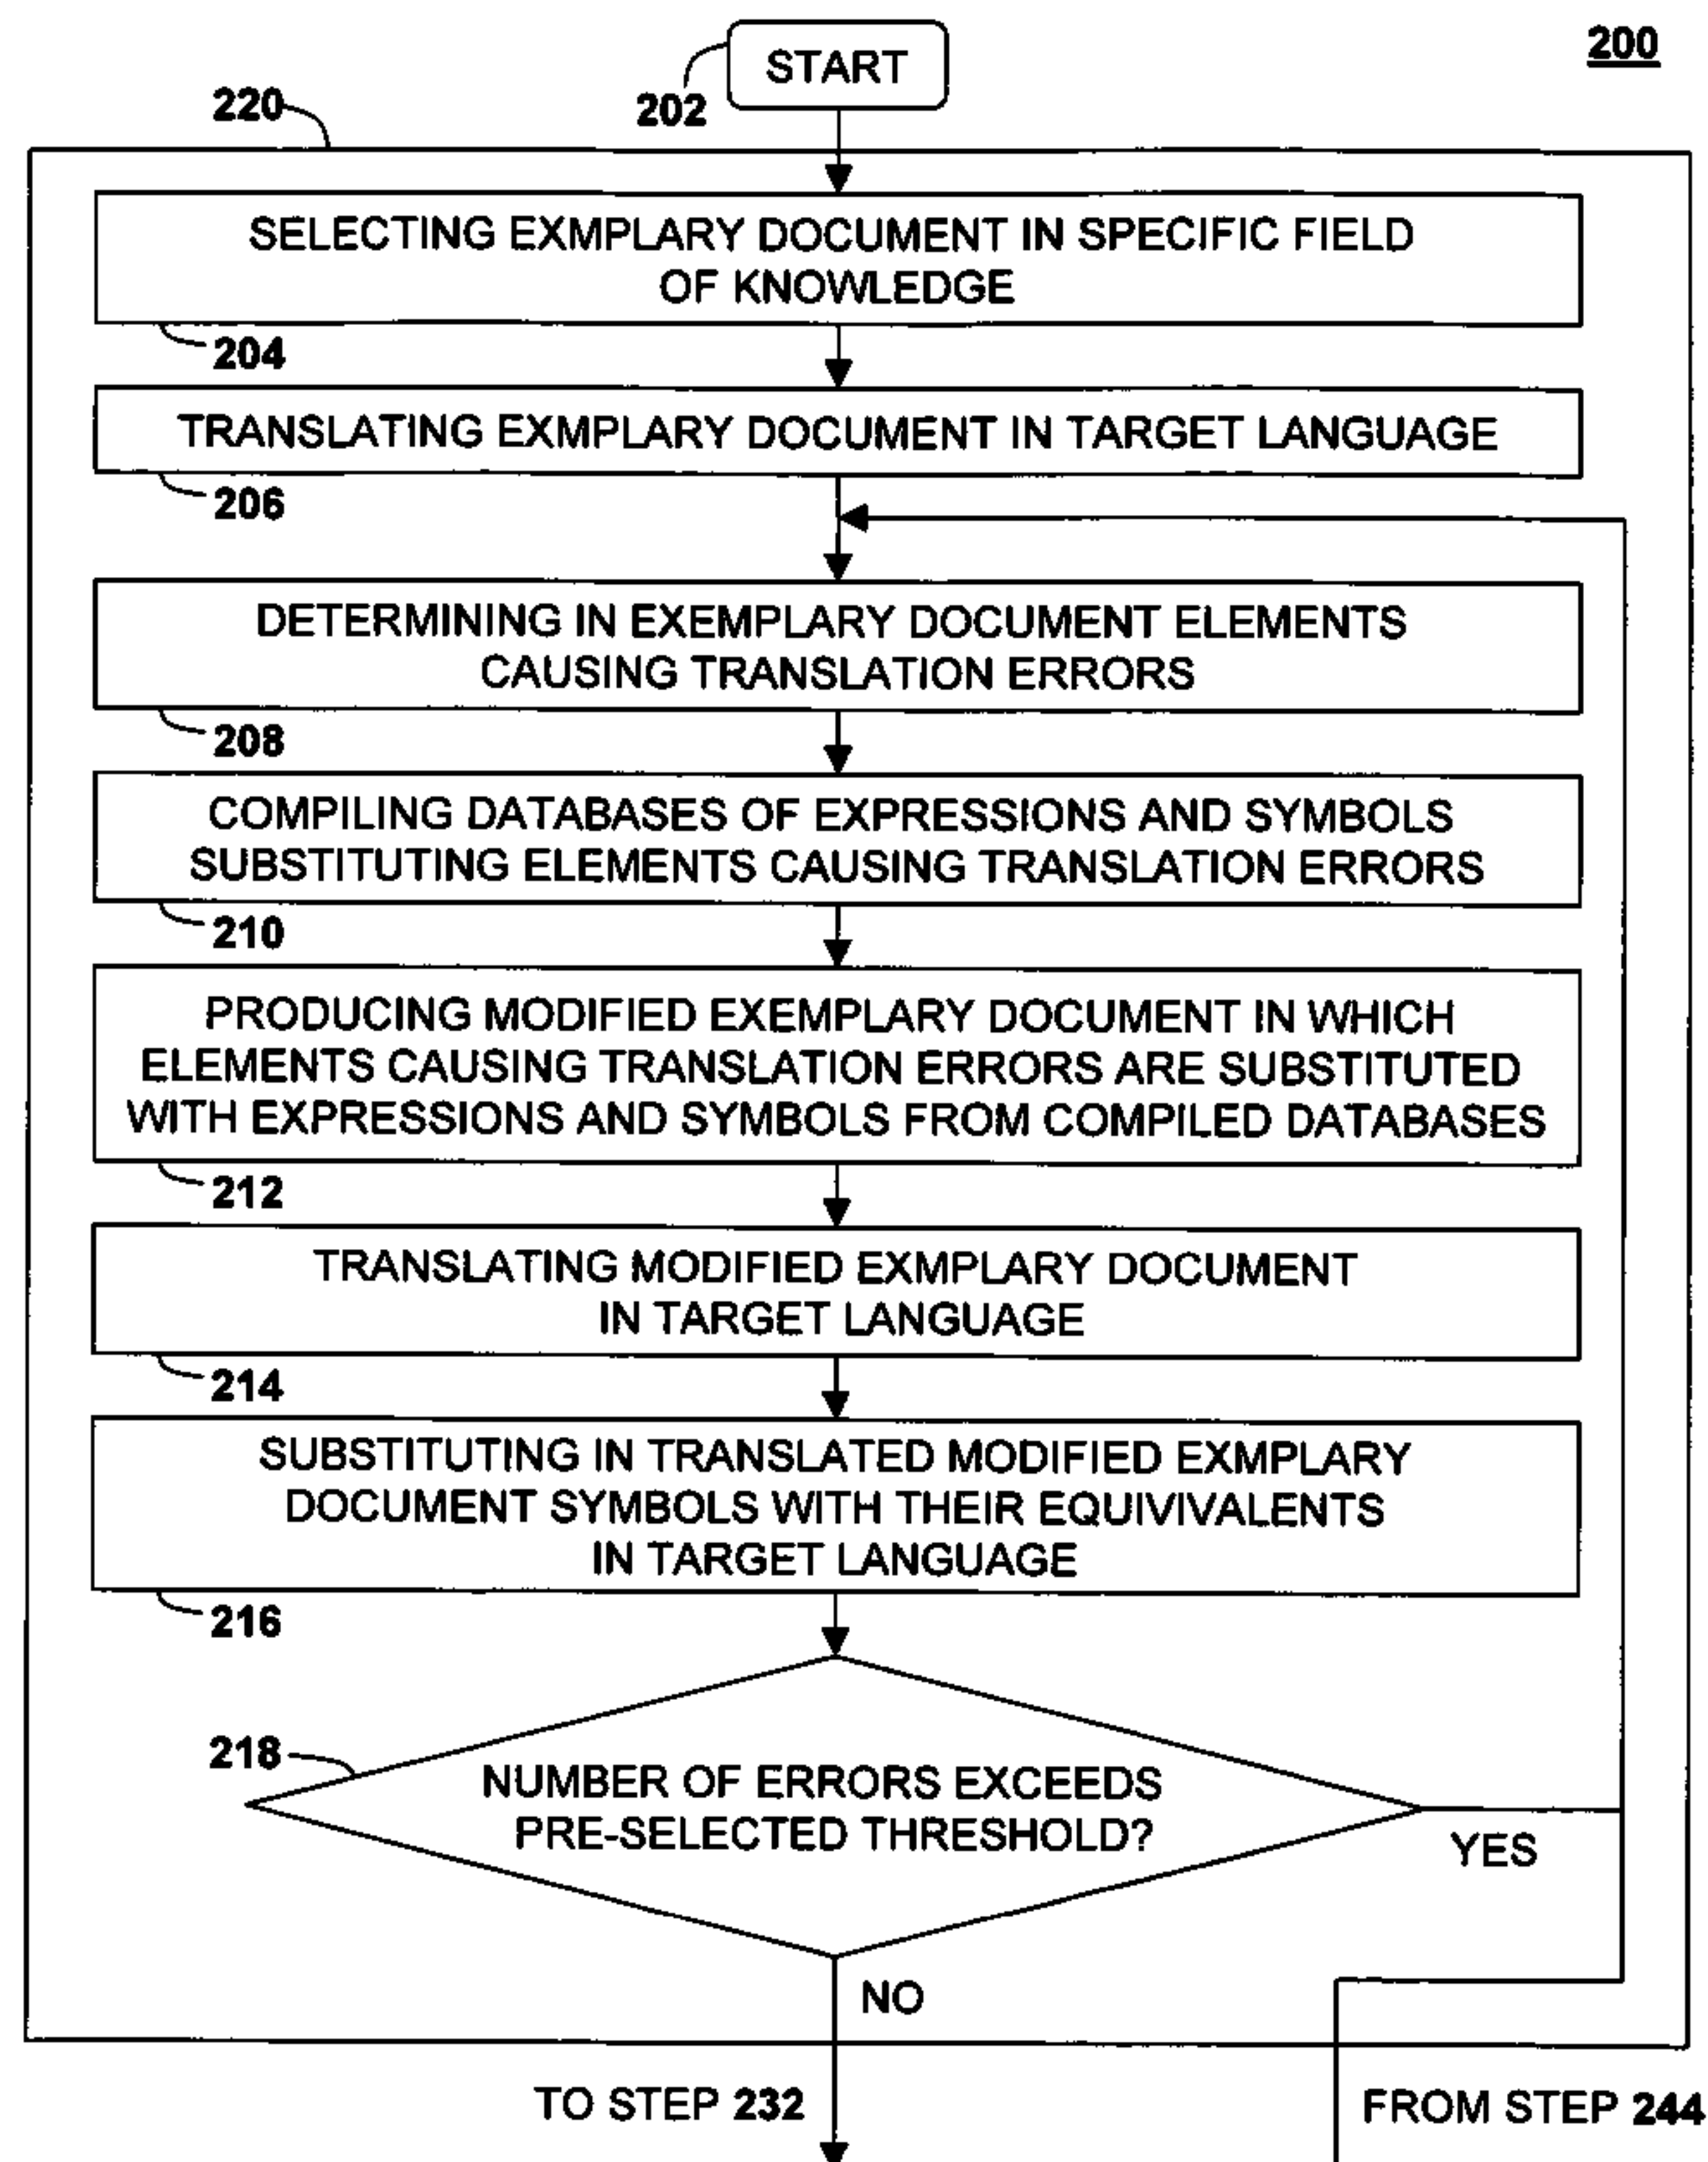 200
START
202
220
SELECTING EXMPLARY DOCUMENT IN SPECIFIC FIELD
OF KNOWLEDGE
204
TRANSLATING EXMPLARY DOCUMENT IN TARGET LANGUAGE
206
DETERMINING IN EXEMPLARY DOCUMENT ELEMENTS
CAUSING TRANSLATION ERRORS
208
COMPILING DATABASES OF EXPRESSIONS AND SYMBOLS
SUBSTITUTING ELEMENTS CAUSING TRANSLATION ERRORS
210
PRODUCING MODIFIED EXEMPLARY DOCUMENT IN WHICH
ELEMENTS CAUSING TRANSLATION ERRORS ARE SUBSTITUTED
WITH EXPRESSIONS AND SYMBOLS FROM COMPILED DATABASES
212
TRANSLATING MODIFIED EXMPLARY DOCUMENT
IN TARGET LANGUAGE
214
SUBSTITUTING IN TRANSLATED MODIFIED EXMPLARY
DOCUMENT SYMBOLS WITH THEIR EQUIVIVALENTS
IN TARGET LANGUAGE
216
218
NUMBER OF ERRORS EXCEEDS
PRE-SELECTED THRESHOLD?
YES
NO
TO STEP 232
FROM STEP 244